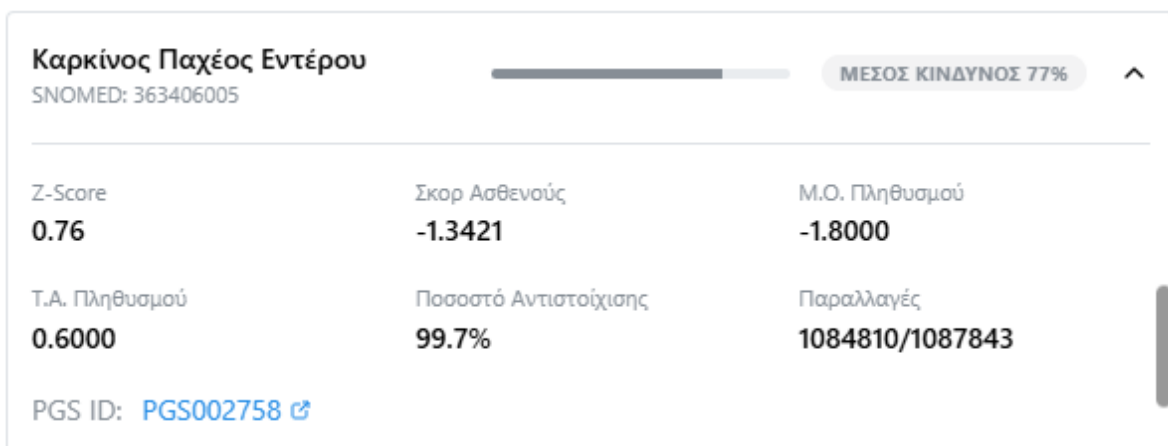 Καρκίνος Παχέος Εντέρου
SNOMED: 363406005
ΜΕΣΟΣ ΚΙΝΔΥΝΟΣ 77%
Z-Score
Σκορ Ασθενούς
Μ.Ο. Πληθυσμού
0.76
-1.3421
-1.8000
Τ.Α. Πληθυσμού
Ποσοστό Αντιστοίχισης
Παραλλαγές
0.6000
99.7%
1084810/1087843
PGS ID: PGS002758